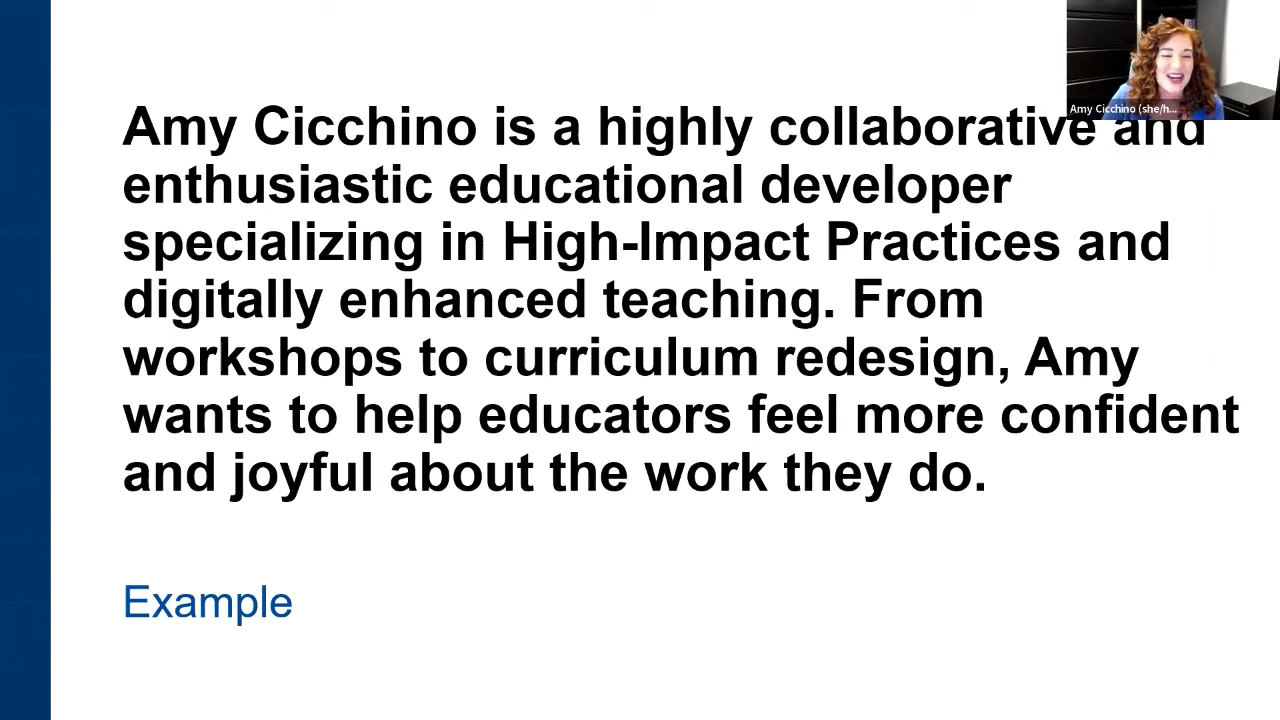 Amy Cicchino (she/h...
Amy Cicchino is a highly collaborative and
enthusiastic educational developer
specializing in High-Impact Practices and
digitally enhanced teaching. From
workshops to curriculum redesign, Amy
wants to help educators feel more confident
and joyful about the work they do.
Example